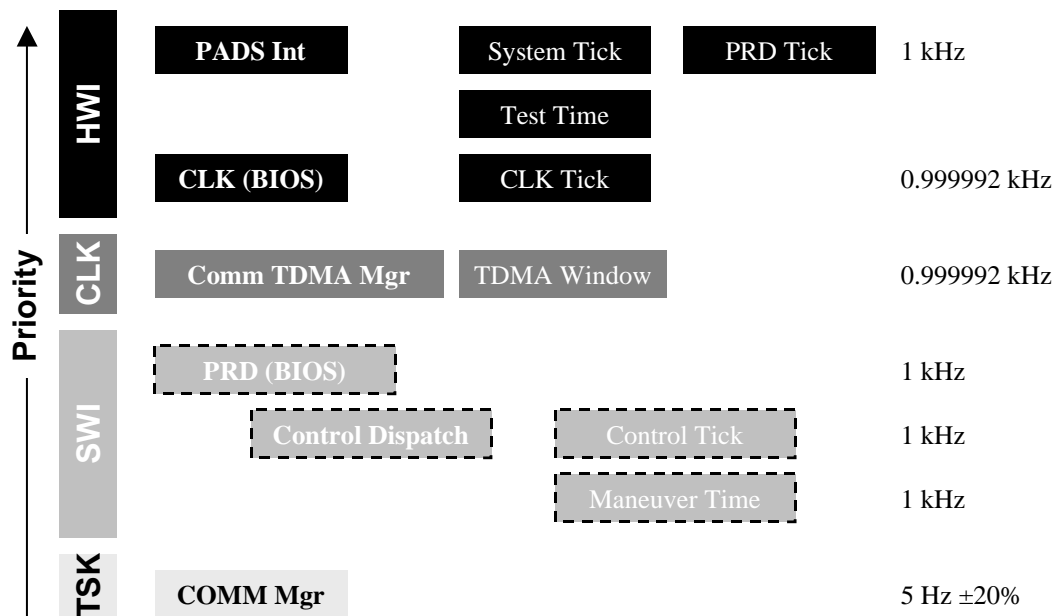 Priority
HWI
PADS Int System Tick PRD Tick 1 kHz
Test Time
CLK (BIOS) CLK Tick 0.999992 kHz
CLK
Comm TDMA Mgr TDMA Window 0.999992 kHz
SWI
PRD (BIOS) 1 kHz
Control Dispatch Control Tick 1 kHz
Maneuver Time 1 kHz
TSK
COMM Mgr 5 Hz ±20%